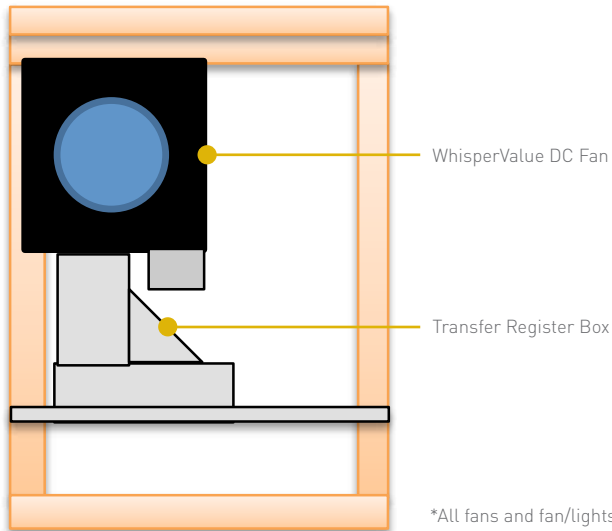 WhisperValue DC Fan
Transfer Register Box
*All fans and fan/lights